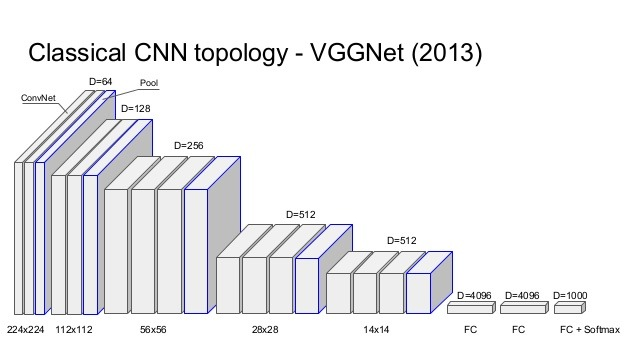 Classical CNN topology - VGGNet (2013)
D=64
Pool
ConvNet
D=128
D=256
D=512
D=512
D=4096 D=4096 D=1000
224x224 112x112 56x56 28x28 14x14 FC FC FC + Softmax